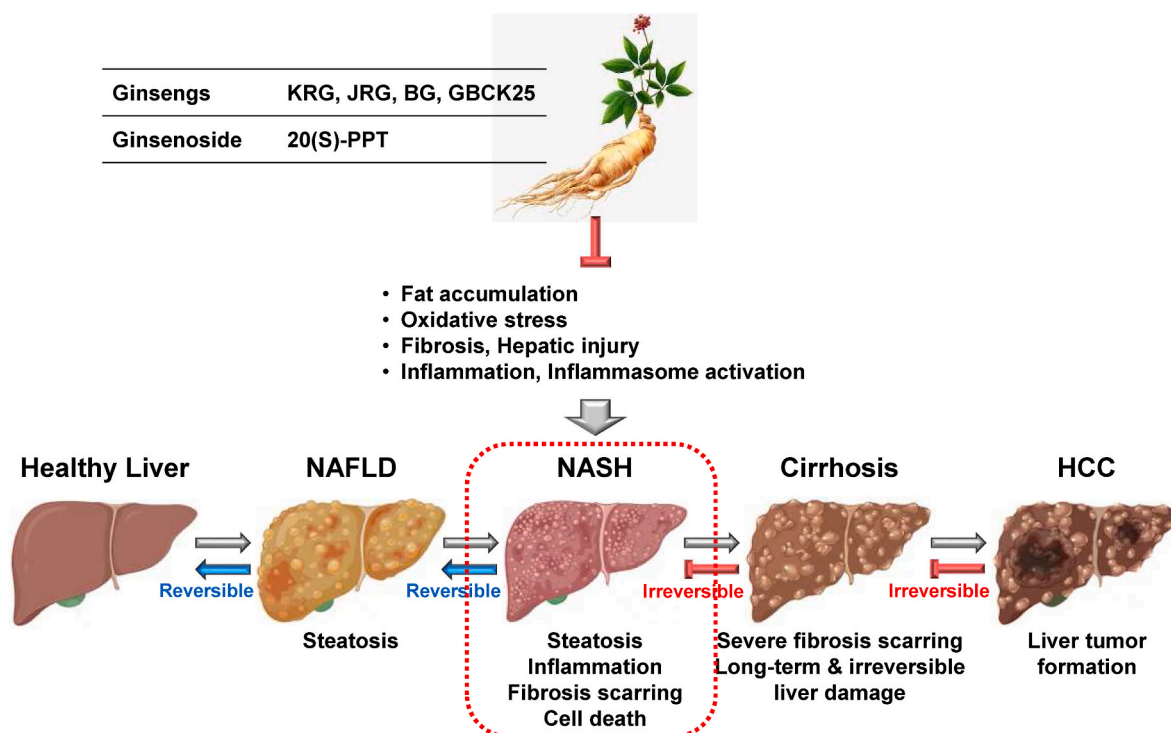 Ginsengs KRG, JRG, BG, GBCK25
Ginsenoside 20(S)-PPT
• Fat accumulation
• Oxidative stress
• Fibrosis, Hepatic injury
• Inflammation, Inflammasome activation
Healthy Liver NAFLD NASH Cirrhosis HCC
Reversible Reversible Irreversible Irreversible
Steatosis
Steatosis
Inflammation
Fibrosis scarring
Cell death
Severe fibrosis scarring
Long-term & irreversible
liver damage
Liver tumor
formation